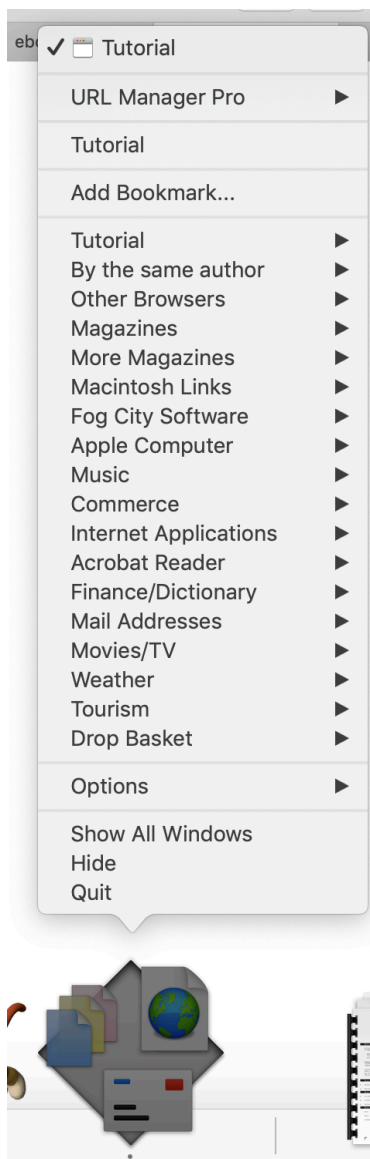 Tutorial
URL Manager Pro
Tutorial
Add Bookmark...
Tutorial
By the same author
Other Browsers
Magazines
More Magazines
Macintosh Links
Fog City Software
Apple Computer
Music
Commerce
Internet Applications
Acrobat Reader
Finance/Dictionary
Mail Addresses
Movies/TV
Weather
Tourism
Drop Basket
Options
Show All Windows
Hide
Quit